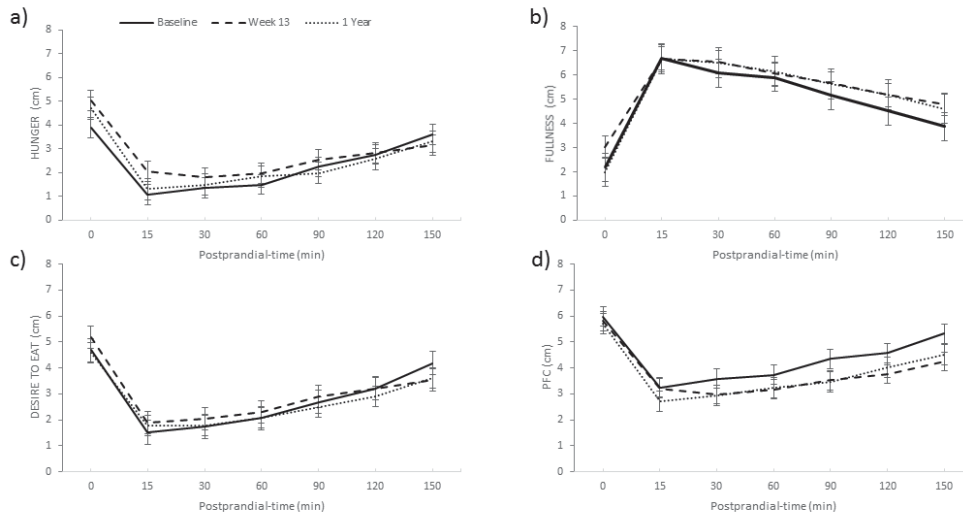 a)
Baseline Week 13 1 Year
8
7
6
5
4
3
2
1
0
HUNGER (cm)
0 15 30 60 90 120 150
Postprandial-time (min)
b)
8
7
6
5
4
3
2
1
0
FULLNESS (cm)
0 15 30 60 90 120 150
Postprandial-time (min)
c)
8
7
6
5
4
3
2
1
0
DESIRE TO EAT (cm)
0 15 30 60 90 120 150
Postprandial-time (min)
d)
8
7
6
5
4
3
2
1
0
PFC (cm)
0 15 30 60 90 120 150
Postprandial-time (min)